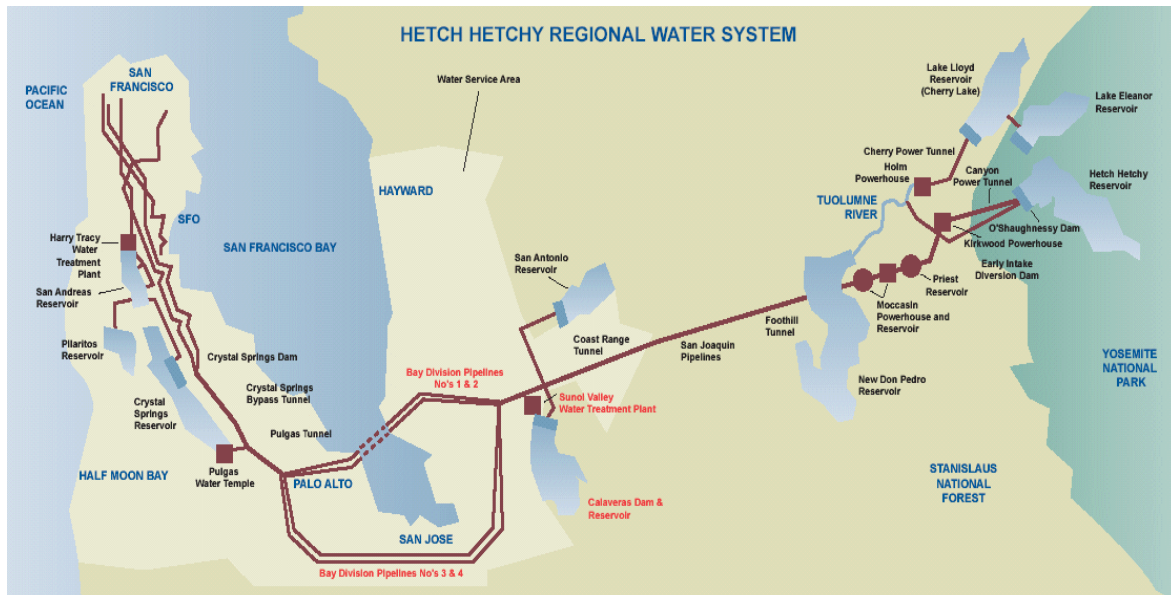 HETCH HETCHY REGIONAL WATER SYSTEM
SAN
FRANCISCO
PACIFIC
OCEAN
Water Service Area
Lake Lloyd
Reservoir
(Cherry Lake)
Lake Eleanor
Reservoir
Cherry Power Tunnel
Holm
Powerhouse
Canyon
Power Tunnel
Hetch Hetchy
Reservoir
HAYWARD
TUOLUMNE
RIVER
SFO
O'Shaughnessy Dam
Kirkwood Powerhouse
Harry Tracy
Water
Treatment
Plant
SAN FRANCISCO BAY
San Antonio
Reservoir
Early Intake
Diversion Dam
Priest
Reservoir
San Andreas
Reservoir
Moccasin
Powerhouse and
Reservoir
Foothill
Tunnel
Pilaritos
Reservoir
Coast Range
Tunnel
San Joaquin
Pipelines
Crystal Springs Dam
Bay Division Pipelines
No's 1 & 2
YOSEMITE
NATIONAL
PARK
New Don Pedro
Reservoir
Crystal Springs
Bypass Tunnel
Sunol Valley
Water Treatment Plant
Crystal
Springs
Reservoir
Pulgas Tunnel
HALF MOON BAY
Pulgas
Water Temple
PALO ALTO
STANISLAUS
NATIONAL
FOREST
Calaveras Dam &
Reservoir
SAN JOSE
Bay Division Pipelines No's 3 & 4